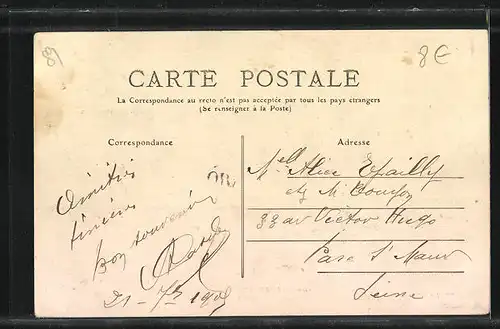 89
8€
CARTE POSTALE
La Correspondance au recto n'est pas acceptée par tous les pays étrangers
(Se renseigner à la Poste)
Correspondance
Adresse
Amitiés
sincères
bon souvenir
Melle Alice
chez M
33 av Victor Hugo
Parc St Maur
Seine